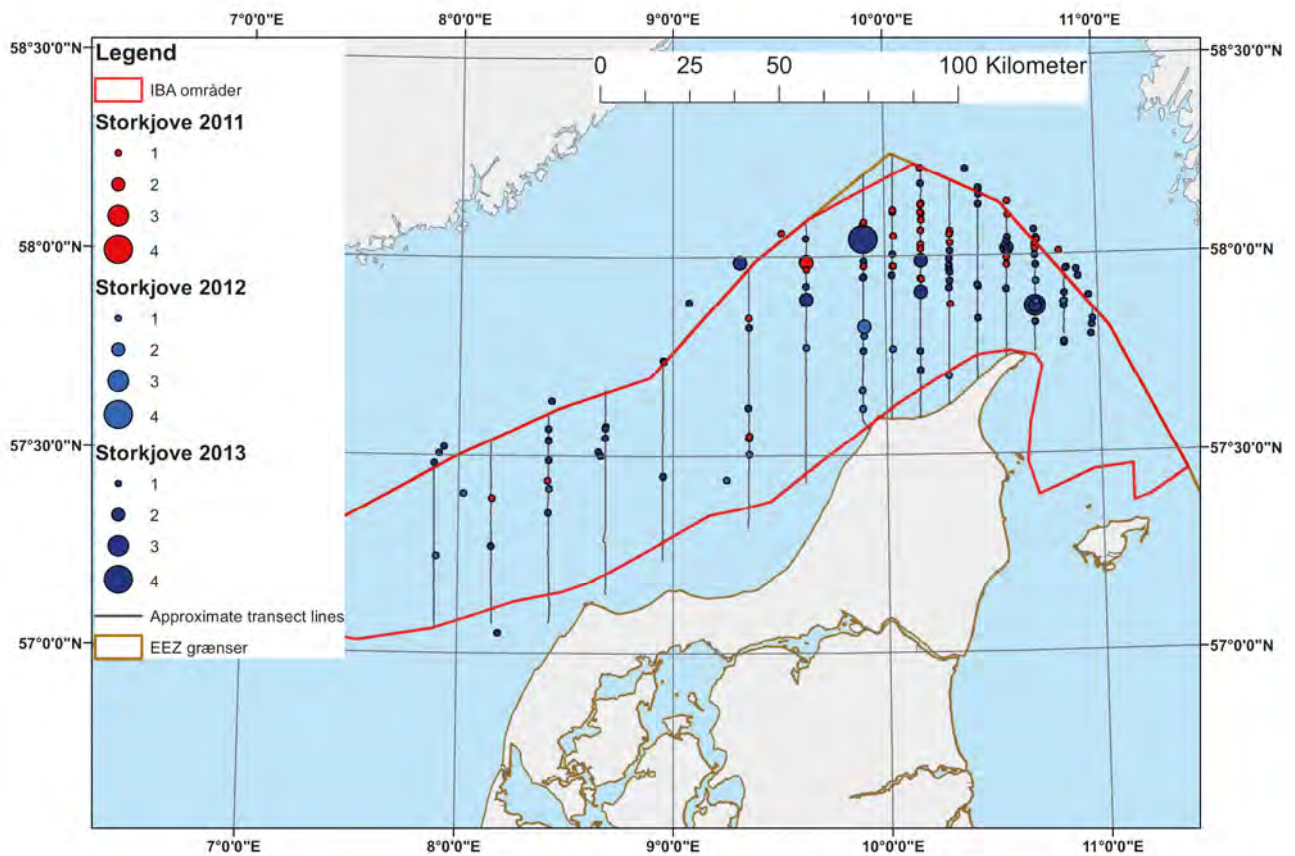 7°0'0"E 8°0'0"E 9°0'0"E 10°0'0"E 11°0'0"E
58°30'0"N
58°30'0"N
Legend
IBA områder
Storkjove 2011
1
2
3
4
Storkjove 2012
1
2
3
4
Storkjove 2013
1
2
3
4
Approximate transect lines
EEZ grænser
0 25 50 100 Kilometer
58°0'0"N
58°0'0"N
57°30'0"N
57°30'0"N
57°0'0"N
57°0'0"N
7°0'0"E 8°0'0"E 9°0'0"E 10°0'0"E 11°0'0"E